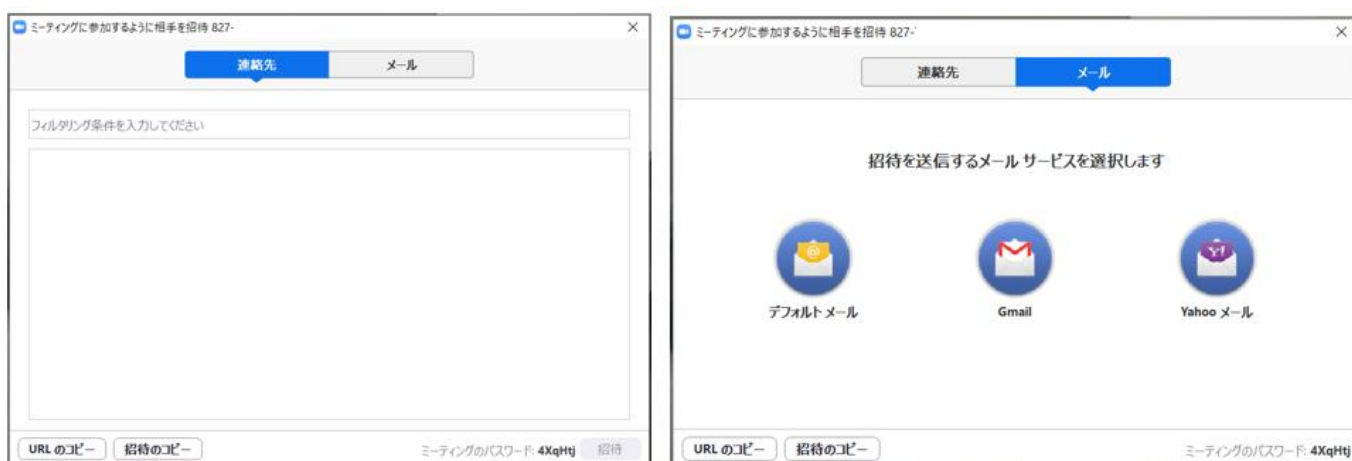 ミーティングに参加するように相手を招待 827-
連絡先
メール
フィルタリング条件を入力してください
URL のコピー
招待のコピー
ミーティングのパスワード: 4XqHtj
招待
ミーティングに参加するように相手を招待 827-
連絡先
メール
招待を送信するメール サービスを選択します
デフォルト メール
Gmail
Yahoo メール
URL のコピー
招待のコピー
ミーティングのパスワード: 4XqHtj